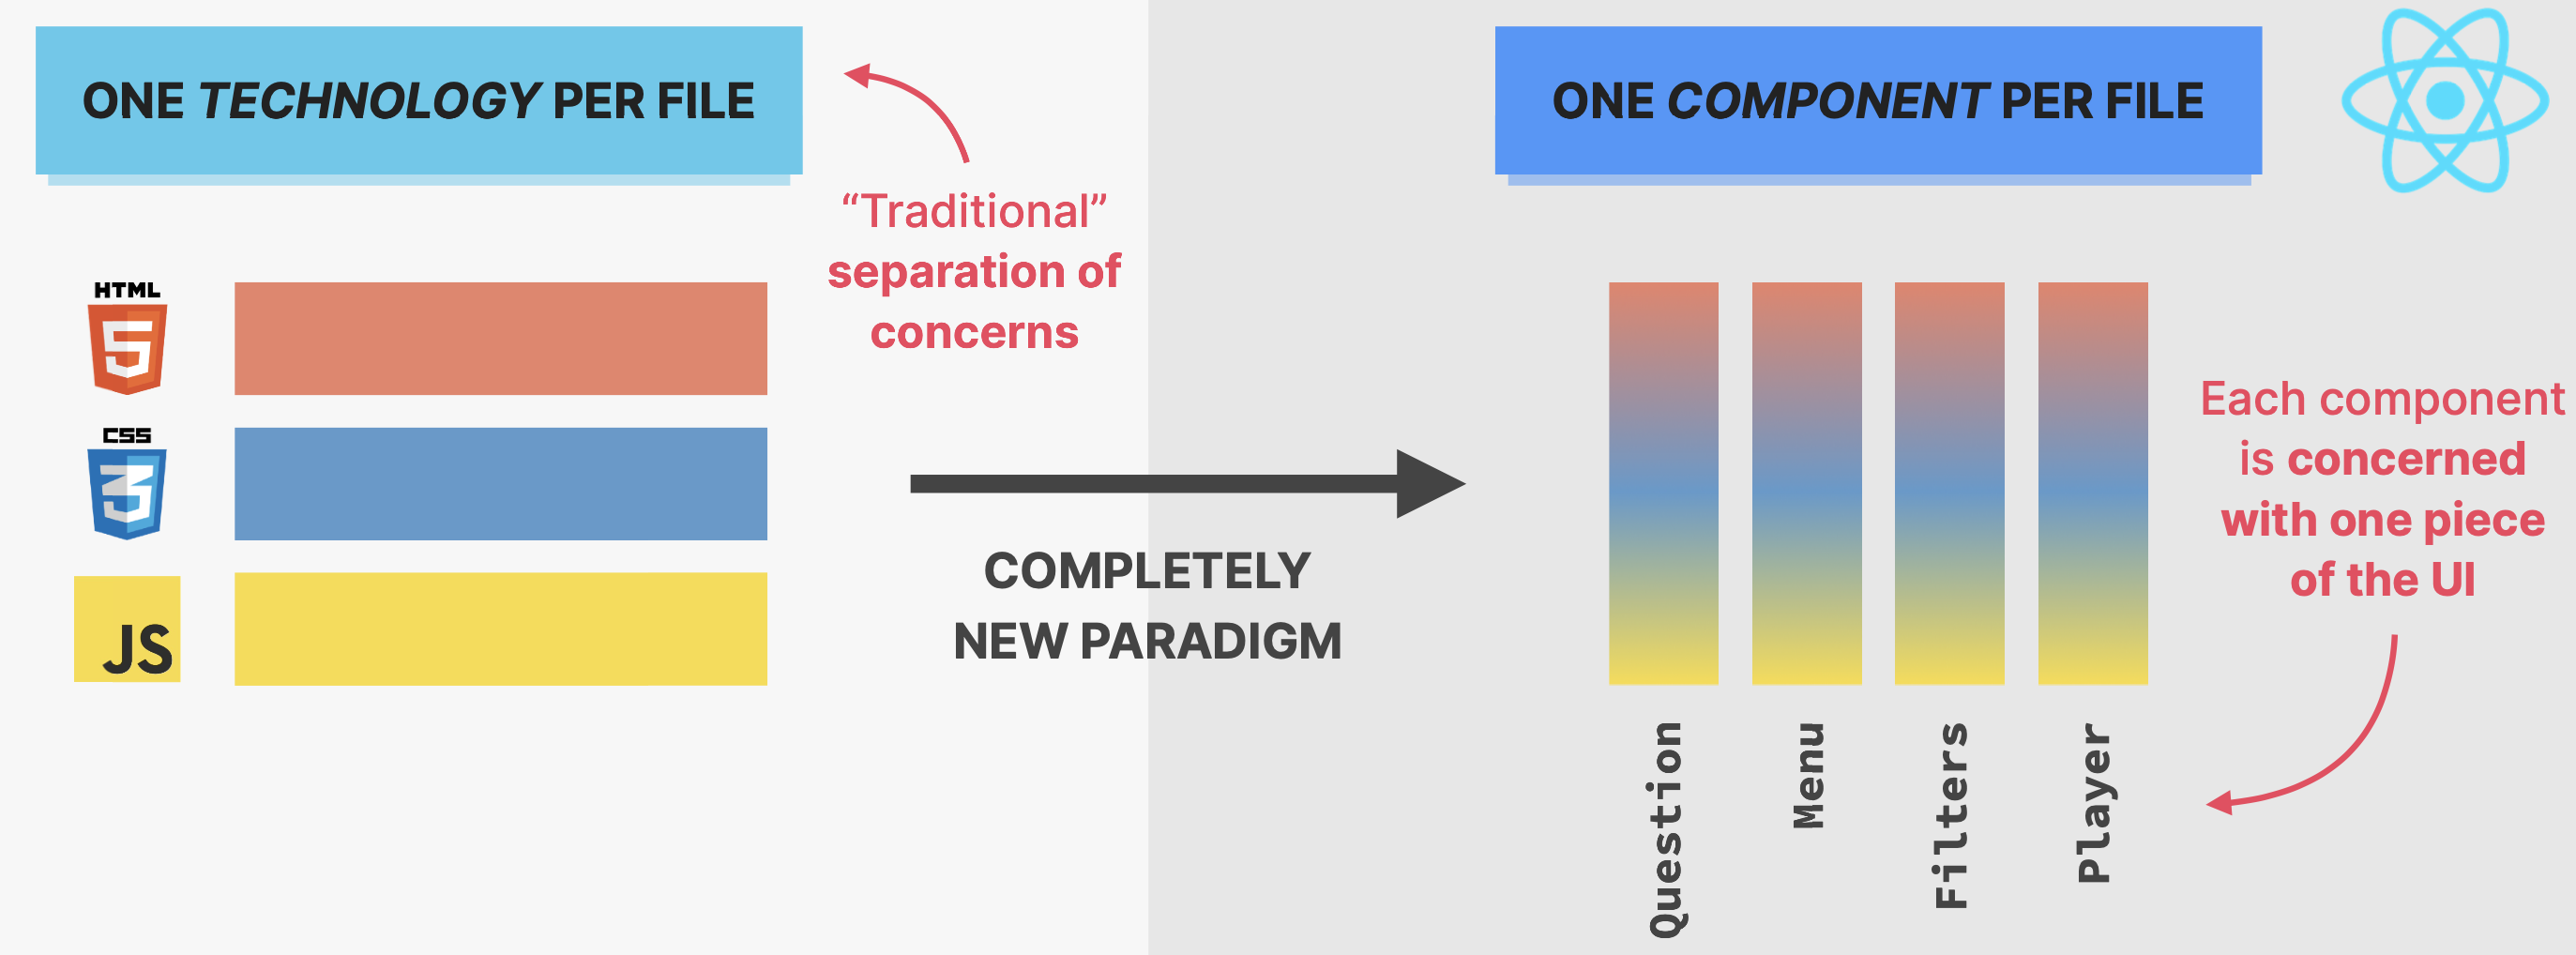 ONE TECHNOLOGY PER FILE
“Traditional”
separation of
concerns
HTML
5
CSS
3
JS
COMPLETELY
NEW PARADIGM
ONE COMPONENT PER FILE
Question
Menu
Filters
Player
Each component
is concerned
with one piece
of the UI